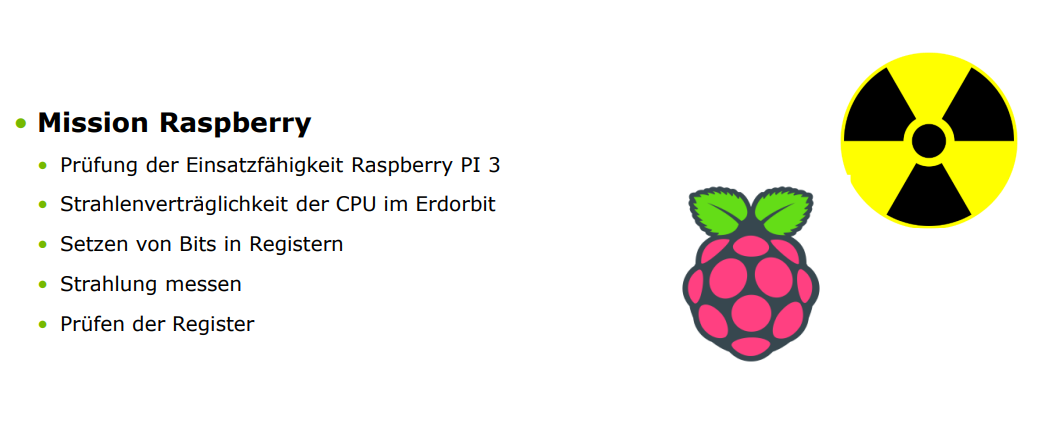 Mission Raspberry
Prüfung der Einsatzfähigkeit Raspberry PI 3
Strahlenverträglichkeit der CPU im Erdorbit
Setzen von Bits in Registern
Strahlung messen
Prüfen der Register